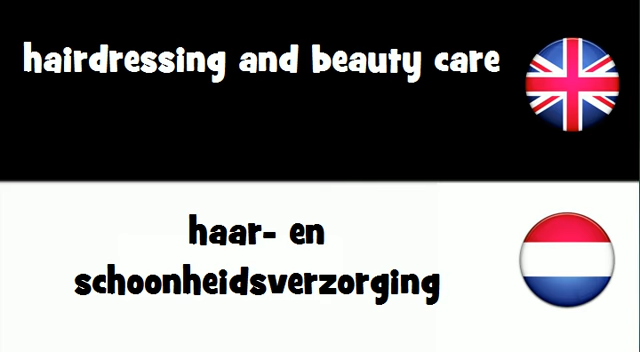 hairdressing and beauty care
haar- en
schoonheidsverzorging